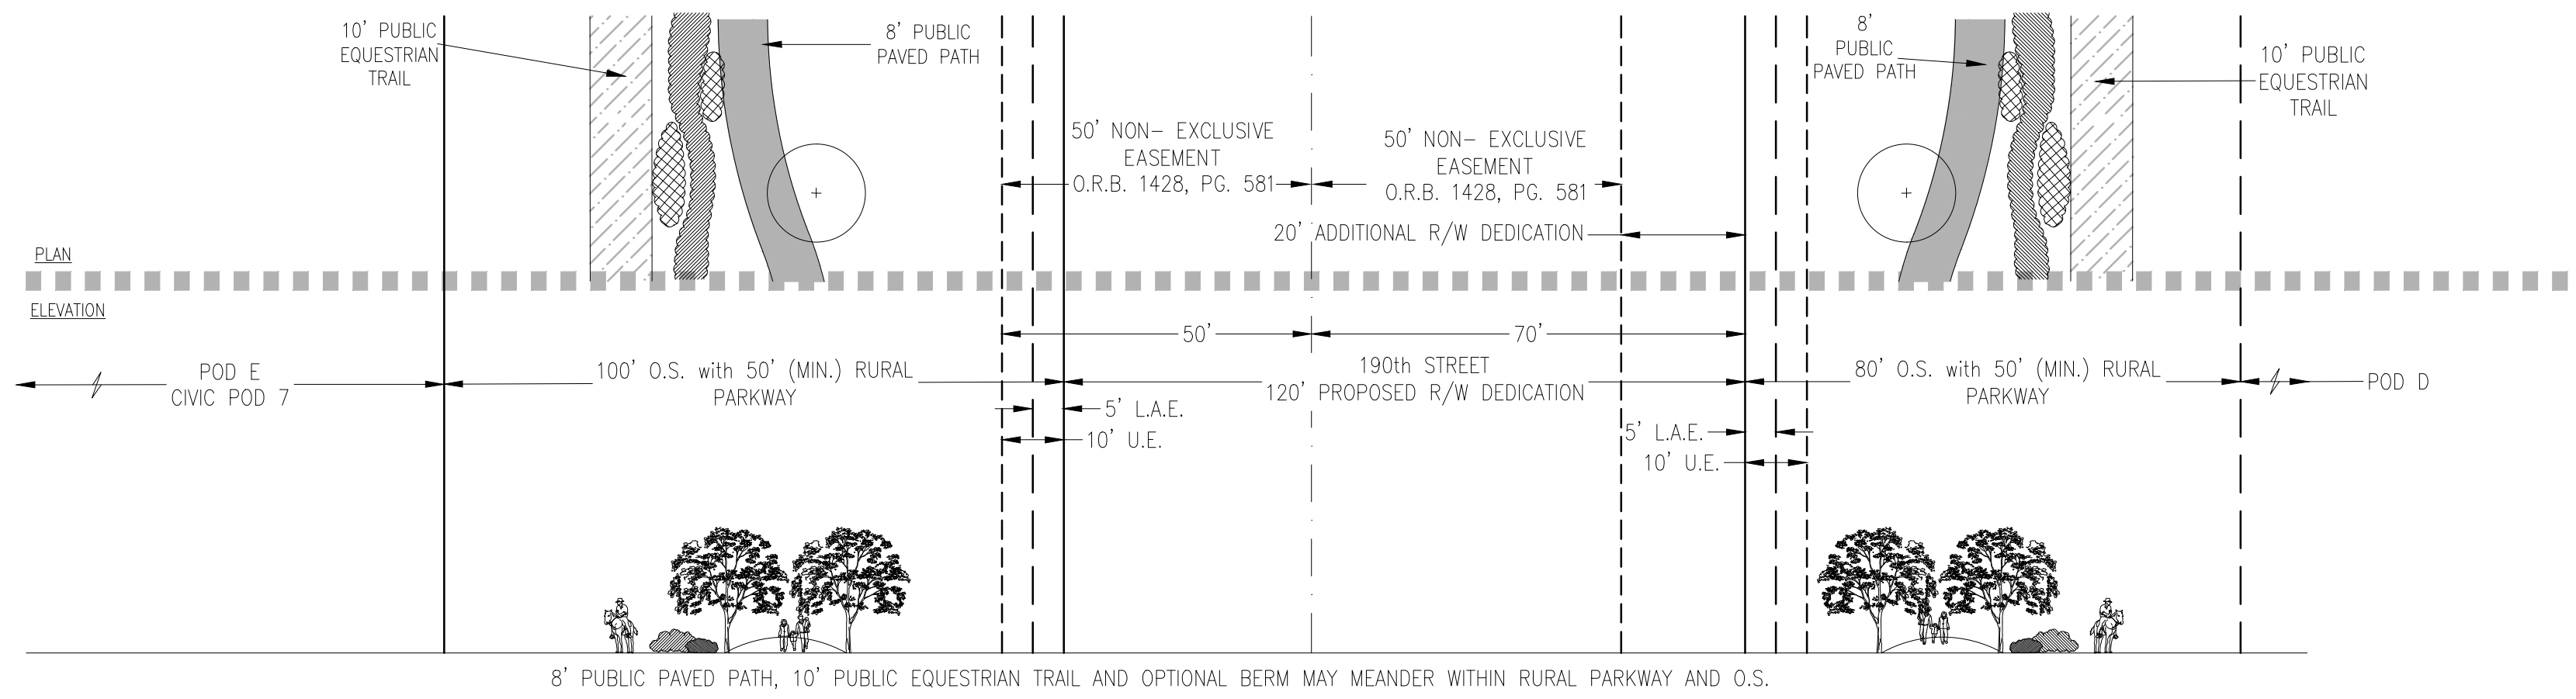 10' PUBLIC
EQUESTRIAN
TRAIL
8' PUBLIC
PAVED PATH
8'
PUBLIC
PAVED PATH
10' PUBLIC
EQUESTRIAN
TRAIL
50' NON- EXCLUSIVE
EASEMENT
O.R.B. 1428, PG. 581
50' NON- EXCLUSIVE
EASEMENT
O.R.B. 1428, PG. 581
20' ADDITIONAL R/W DEDICATION
PLAN
ELEVATION
50'
70'
POD E
CIVIC POD 7
100' O.S. with 50' (MIN.) RURAL
PARKWAY
190th STREET
120' PROPOSED R/W DEDICATION
80' O.S. with 50' (MIN.) RURAL
PARKWAY
POD D
5' L.A.E.
10' U.E.
5' L.A.E.
10' U.E.
8' PUBLIC PAVED PATH, 10' PUBLIC EQUESTRIAN TRAIL AND OPTIONAL BERM MAY MEANDER WITHIN RURAL PARKWAY AND O.S.